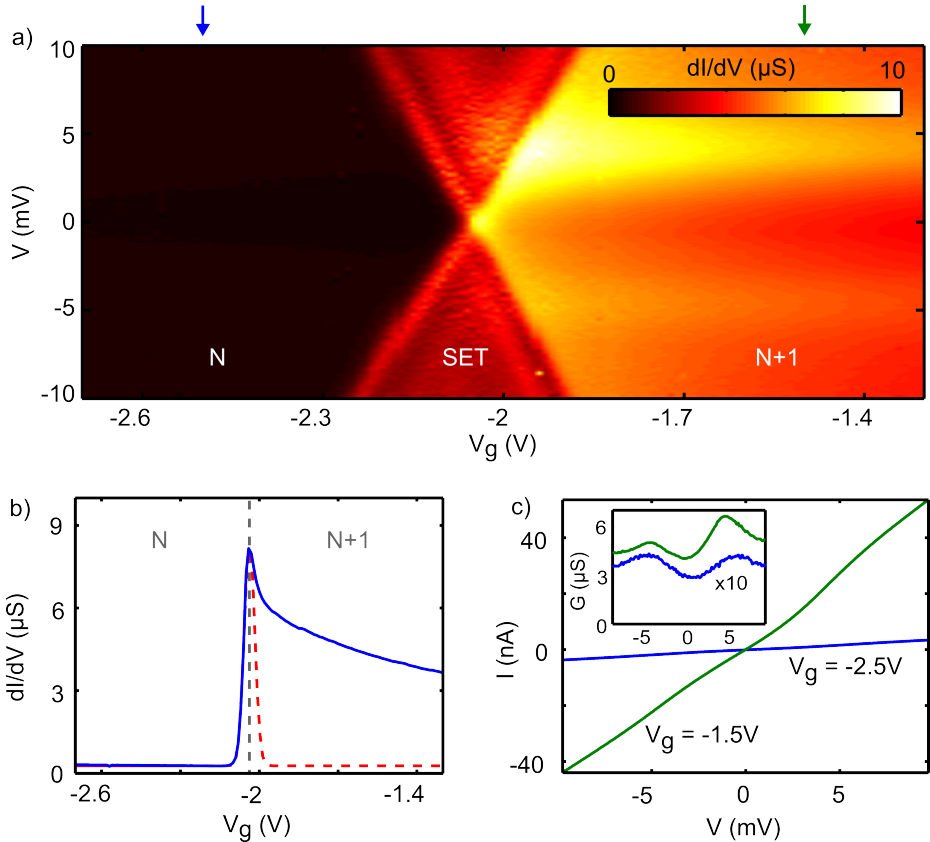 a)
10
5
0
-5
-10
V (mV)
0
dI/dV (µS)
10
N
SET
N+1
-2.6
-2.3
-2
-1.7
-1.4
Vg (V)
b)
9
6
3
0
dI/dV (µS)
N
N+1
-2.6
-2
-1.4
Vg (V)
c)
40
0
-40
I (nA)
6
3
0
G (µS)
x10
-5
0
5
Vg = -2.5V
Vg = -1.5V
-5
0
5
V (mV)